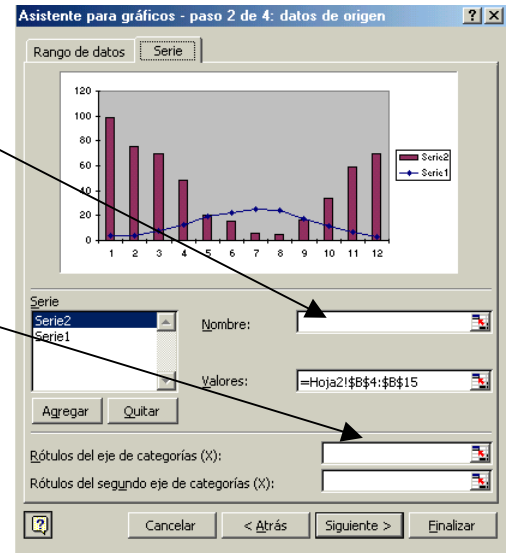 Asistente para gráficos - paso 2 de 4: datos de origen
Rango de datos Serie
120
100
80
60
40
20
0
1 2 3 4 5 6 7 8 9 10 11 12
Serie2
Serie1
Serie
Serie2
Serie1
Nombre:
Valores: =Hoja2!$B$4:$B$15
Agregar Quitar
Rótulos del eje de categorías (X):
Rótulos del segundo eje de categorías (X):
Cancelar < Atrás Siguiente > Finalizar